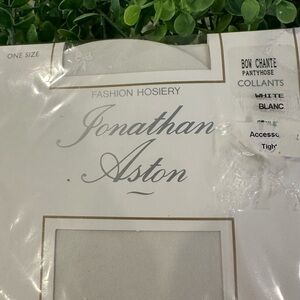 ONE SIZE
FASHION HOSIERY
Jonathan
Aston
BON CHANTE
PANTYHOSE
COLLANTS
WHITE
BLANC
Accesso
Tight